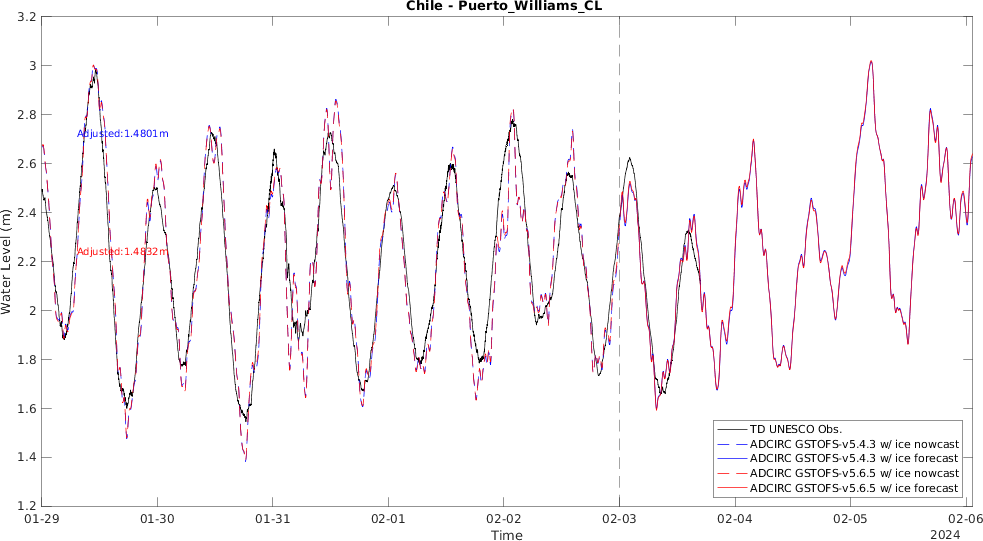 Chile - Puerto_Williams_CL
3.2
3
2.8
2.6
2.4
2.2
2
1.8
1.6
1.4
1.2
Water Level (m)
Adjusted:1.4801m
Adjusted:1.4832m
TD UNESCO Obs.
ADCIRC GSTOFS-v5.4.3 w/ ice nowcast
ADCIRC GSTOFS-v5.4.3 w/ ice forecast
ADCIRC GSTOFS-v5.6.5 w/ ice nowcast
ADCIRC GSTOFS-v5.6.5 w/ ice forecast
01-29 01-30 01-31 02-01 02-02 02-03 02-04 02-05 02-06
Time
2024